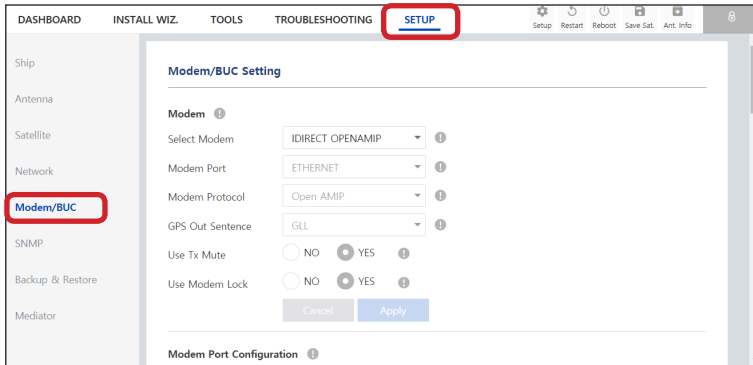 DASHBOARD INSTALL WIZ. TOOLS TROUBLESHOOTING SETUP
Setup Restart Reboot Save Sat. Ant. Info
Ship
Antenna
Satellite
Network
Modem/BUC
SNMP
Backup & Restore
Mediator
Modem/BUC Setting
Modem
Select Modem IDIRECT OPENAMIP
Modem Port ETHERNET
Modem Protocol Open AMIP
GPS Out Sentence GLL
Use Tx Mute NO YES
Use Modem Lock NO YES
Cancel Apply
Modem Port Configuration